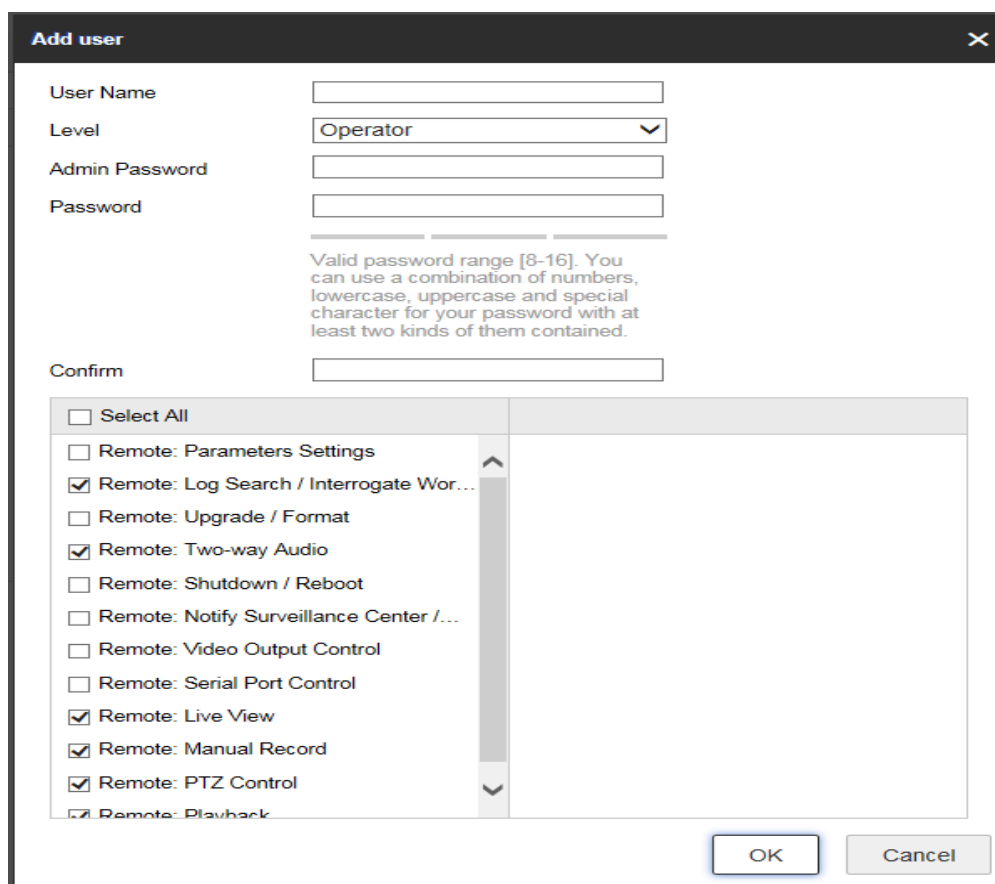 Add user
User Name
Level
Operator
Admin Password
Password
Valid password range [8-16]. You
can use a combination of numbers,
lowercase, uppercase and special
character for your password with at
least two kinds of them contained.
Confirm
Select All
Remote: Parameters Settings
Remote: Log Search / Interrogate Wor...
Remote: Upgrade / Format
Remote: Two-way Audio
Remote: Shutdown / Reboot
Remote: Notify Surveillance Center /...
Remote: Video Output Control
Remote: Serial Port Control
Remote: Live View
Remote: Manual Record
Remote: PTZ Control
Remote: Playback
OK
Cancel